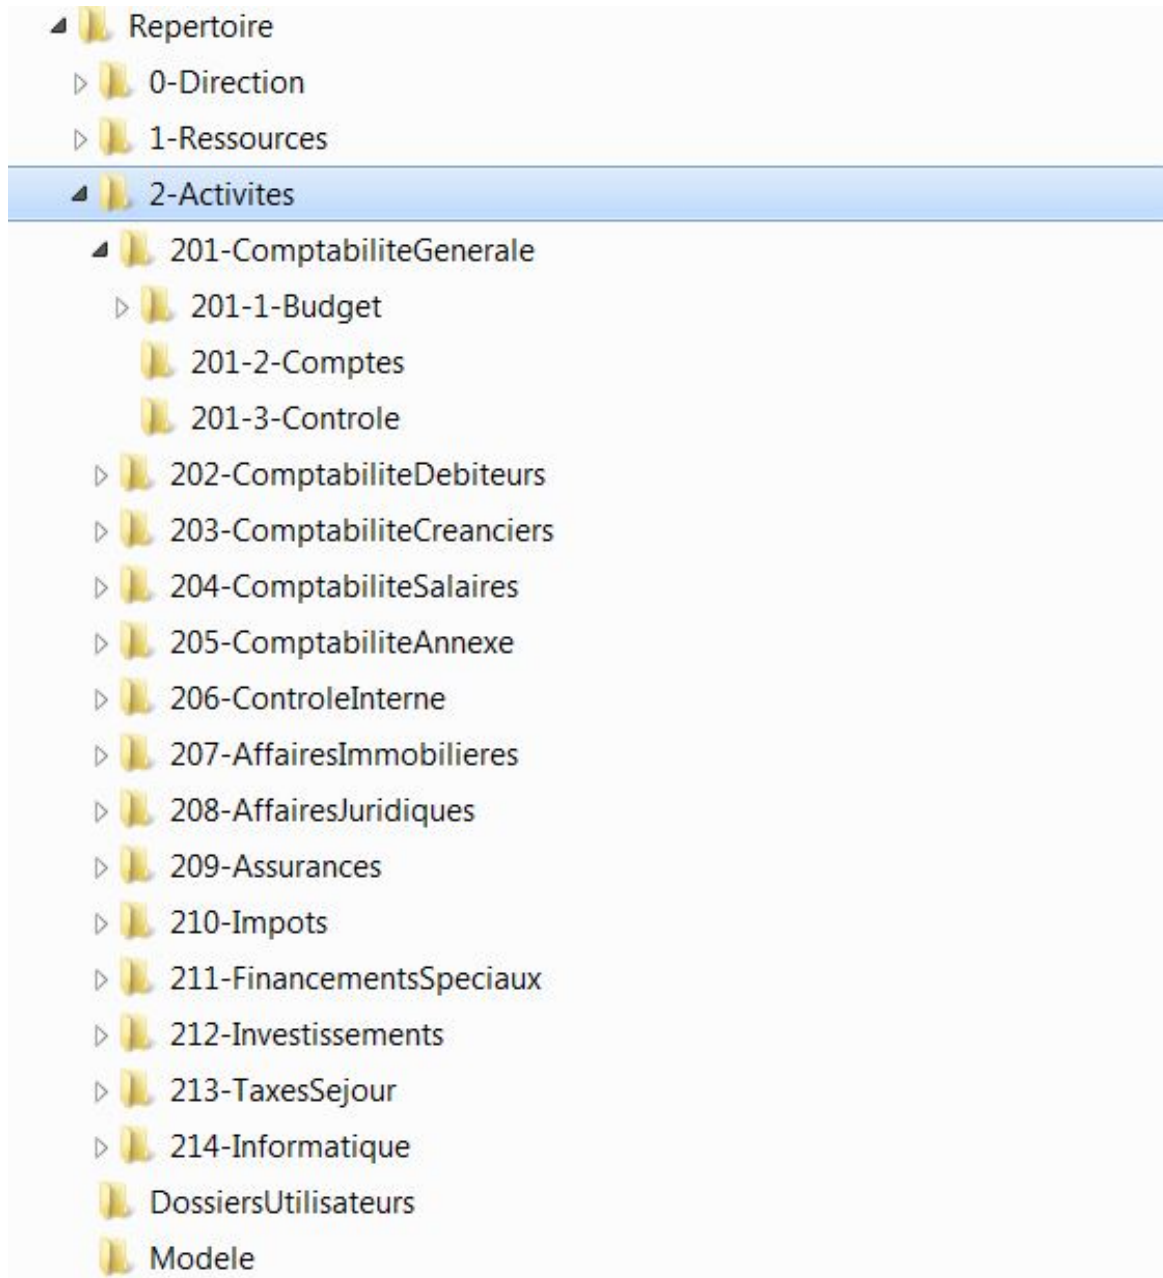 Repertoire
0-Direction
1-Ressources
2-Activites
201-ComptabiliteGenerale
201-1-Budget
201-2-Comptes
201-3-Controle
202-ComptabiliteDebiteurs
203-ComptabiliteCreanciers
204-ComptabiliteSalaires
205-ComptabiliteAnnexe
206-ControleInterne
207-AffairesImmobilieres
208-AffairesJuridiques
209-Assurances
210-Impots
211-FinancementsSpeciaux
212-Investissements
213-TaxesSejour
214-Informatique
DossiersUtilisateurs
Modele